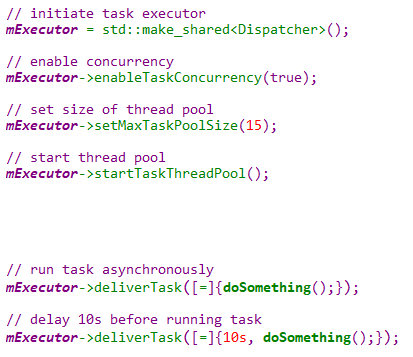 // initiate task executor
mExecutor = std::make_shared<Dispatcher>();
// enable concurrency
mExecutor->enableTaskConcurrency(true);
// set size of thread pool
mExecutor->setMaxTaskPoolSize(15);
// start thread pool
mExecutor->startTaskThreadPool();
// run task asynchronously
mExecutor->deliverTask([=]{doSomething();});
// delay 10s before running task
mExecutor->deliverTask([=]{10s, doSomething();});